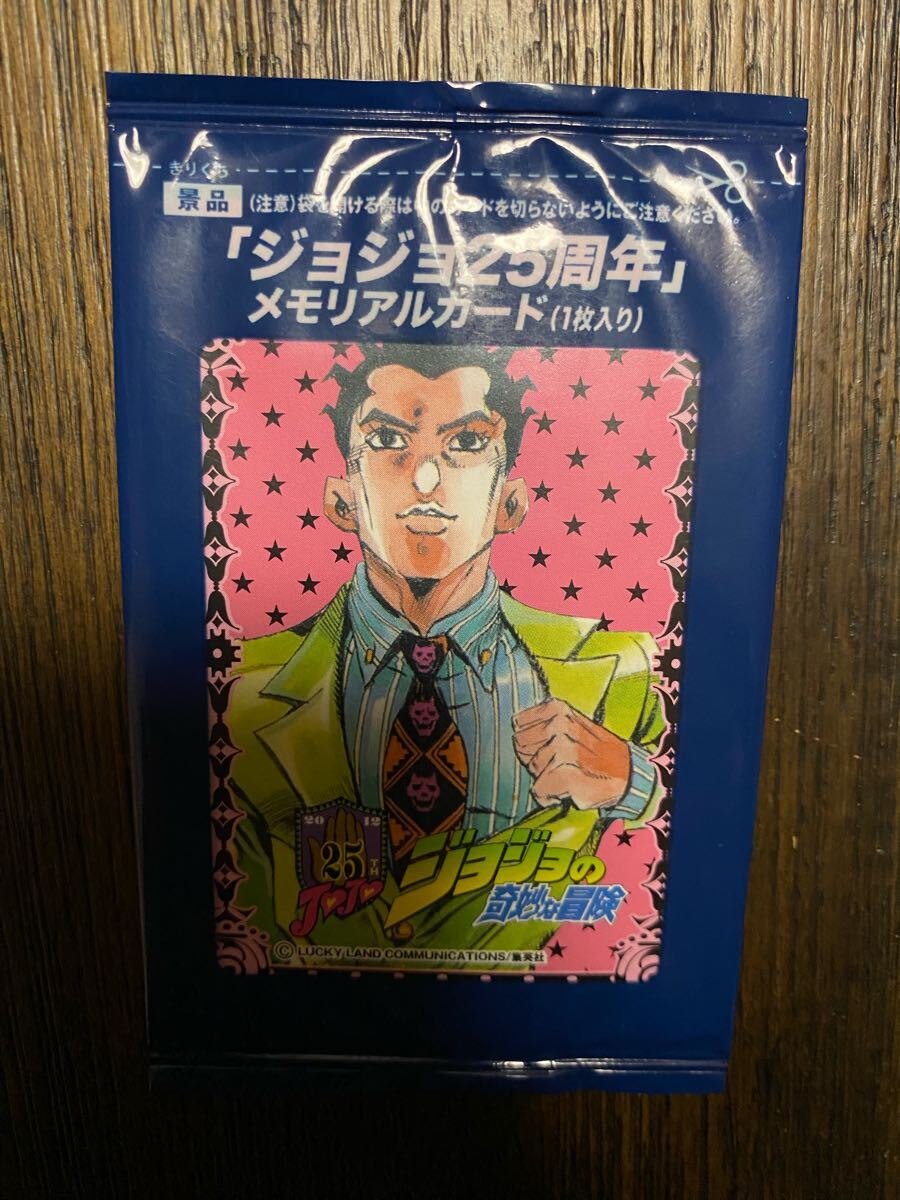 きりくち
景品 (注意)袋を開ける際は中のカードを切らないようにご注意ください。
「ジョジョ25周年」
メモリアルカード(1枚入り)
20 12
25 TH
JoJo
ジョジョの
奇妙な冒険
© LUCKY LAND COMMUNICATIONS/集英社